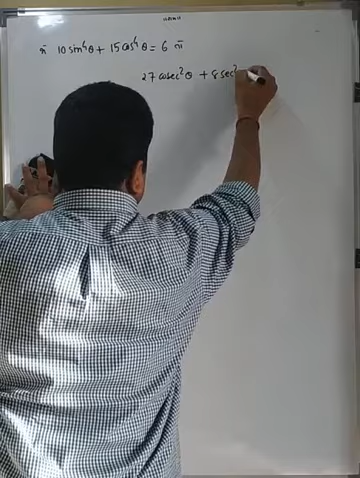 ẍ 10 sin⁴θ + 15 cos⁴θ = 6 ẍ
27 cosec²θ + 8 sec²